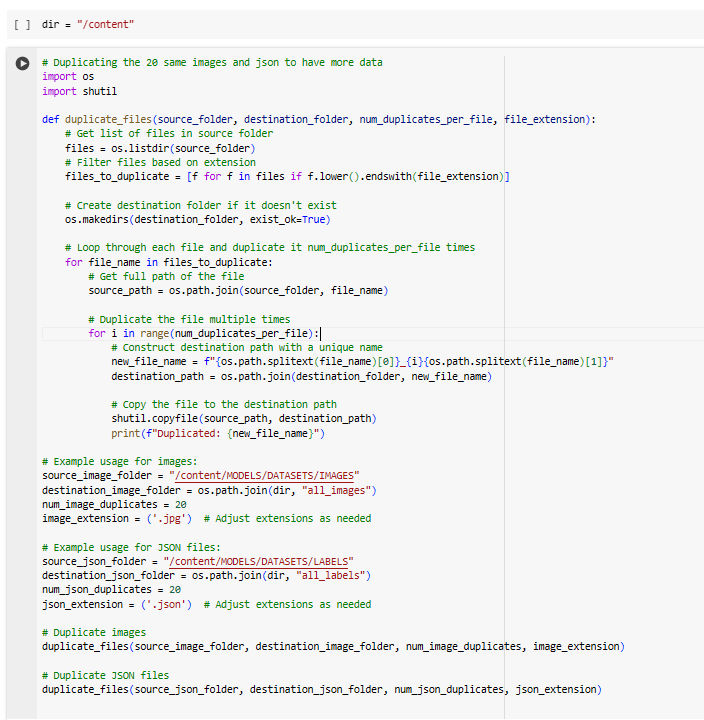 [ ] dir = "/content"
# Duplicating the 20 same images and json to have more data
import os
import shutil
def duplicate_files(source_folder, destination_folder, num_duplicates_per_file, file_extension):
# Get list of files in source folder
files = os.listdir(source_folder)
# Filter files based on extension
files_to_duplicate = [f for f in files if f.lower().endswith(file_extension)]
# Create destination folder if it doesn't exist
os.makedirs(destination_folder, exist_ok=True)
# Loop through each file and duplicate it num_duplicates_per_file times
for file_name in files_to_duplicate:
# Get full path of the file
source_path = os.path.join(source_folder, file_name)
# Duplicate the file multiple times
for i in range(num_duplicates_per_file):
# Construct destination path with a unique name
new_file_name = f"{os.path.splitext(file_name)[0]}_{i}{os.path.splitext(file_name)[1]}"
destination_path = os.path.join(destination_folder, new_file_name)
# Copy the file to the destination path
shutil.copyfile(source_path, destination_path)
print(f"Duplicated: {new_file_name}")
# Example usage for images:
source_image_folder = "/content/MODELS/DATASETS/IMAGES"
destination_image_folder = os.path.join(dir, "all_images")
num_image_duplicates = 20
image_extension = ('.jpg')  # Adjust extensions as needed
# Example usage for JSON files:
source_json_folder = "/content/MODELS/DATASETS/LABELS"
destination_json_folder = os.path.join(dir, "all_labels")
num_json_duplicates = 20
json_extension = ('.json')  # Adjust extensions as needed
# Duplicate images
duplicate_files(source_image_folder, destination_image_folder, num_image_duplicates, image_extension)
# Duplicate JSON files
duplicate_files(source_json_folder, destination_json_folder, num_json_duplicates, json_extension)